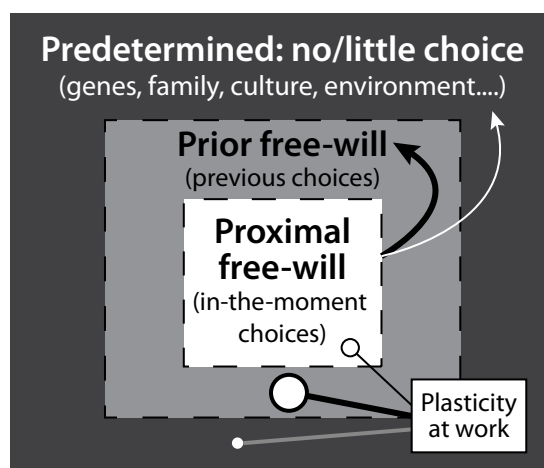 Predetermined: no/little choice
(genes, family, culture, environment....)
Prior free-will
(previous choices)
Proximal
free-will
(in-the-moment
choices)
Plasticity
at work